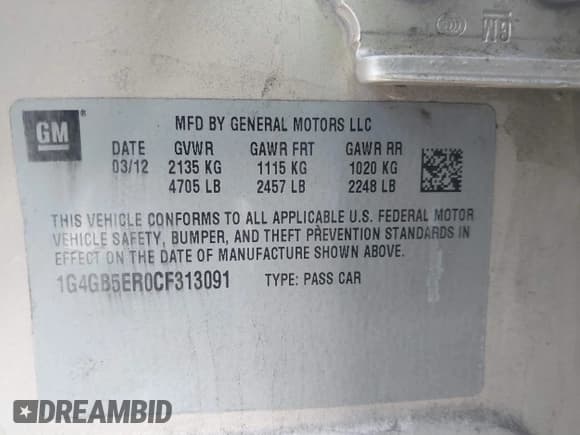 GM®
MFD BY GENERAL MOTORS LLC
DATE GVWR GAWR FRT GAWR RR
03/12 2135 KG 1115 KG 1020 KG
4705 LB 2457 LB 2248 LB
THIS VEHICLE CONFORMS TO ALL APPLICABLE U.S. FEDERAL MOTOR
VEHICLE SAFETY, BUMPER, AND THEFT PREVENTION STANDARDS IN
EFFECT ON THE DATE OF MANUFACTURE SHOWN ABOVE.
1G4GB5ER0CF313091 TYPE: PASS CAR
DREAMBID